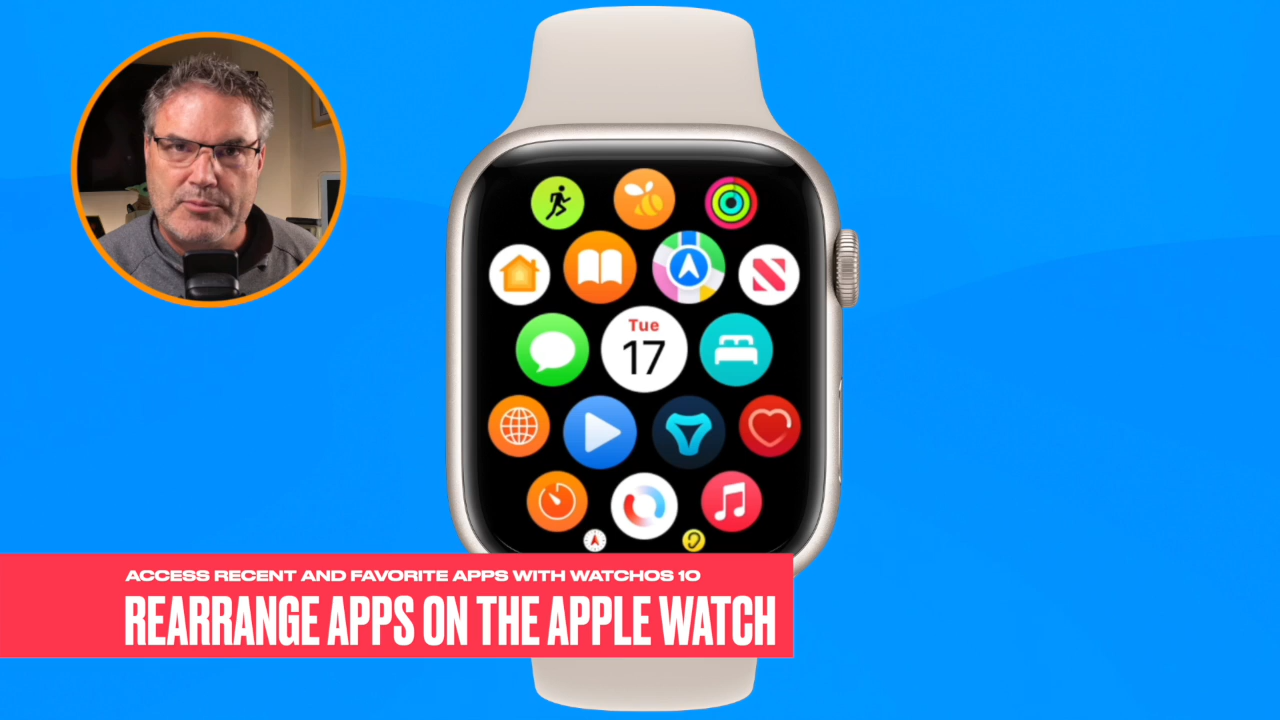 Tue
17
ACCESS RECENT AND FAVORITE APPS WITH WATCHOS 10
REARRANGE APPS ON THE APPLE WATCH